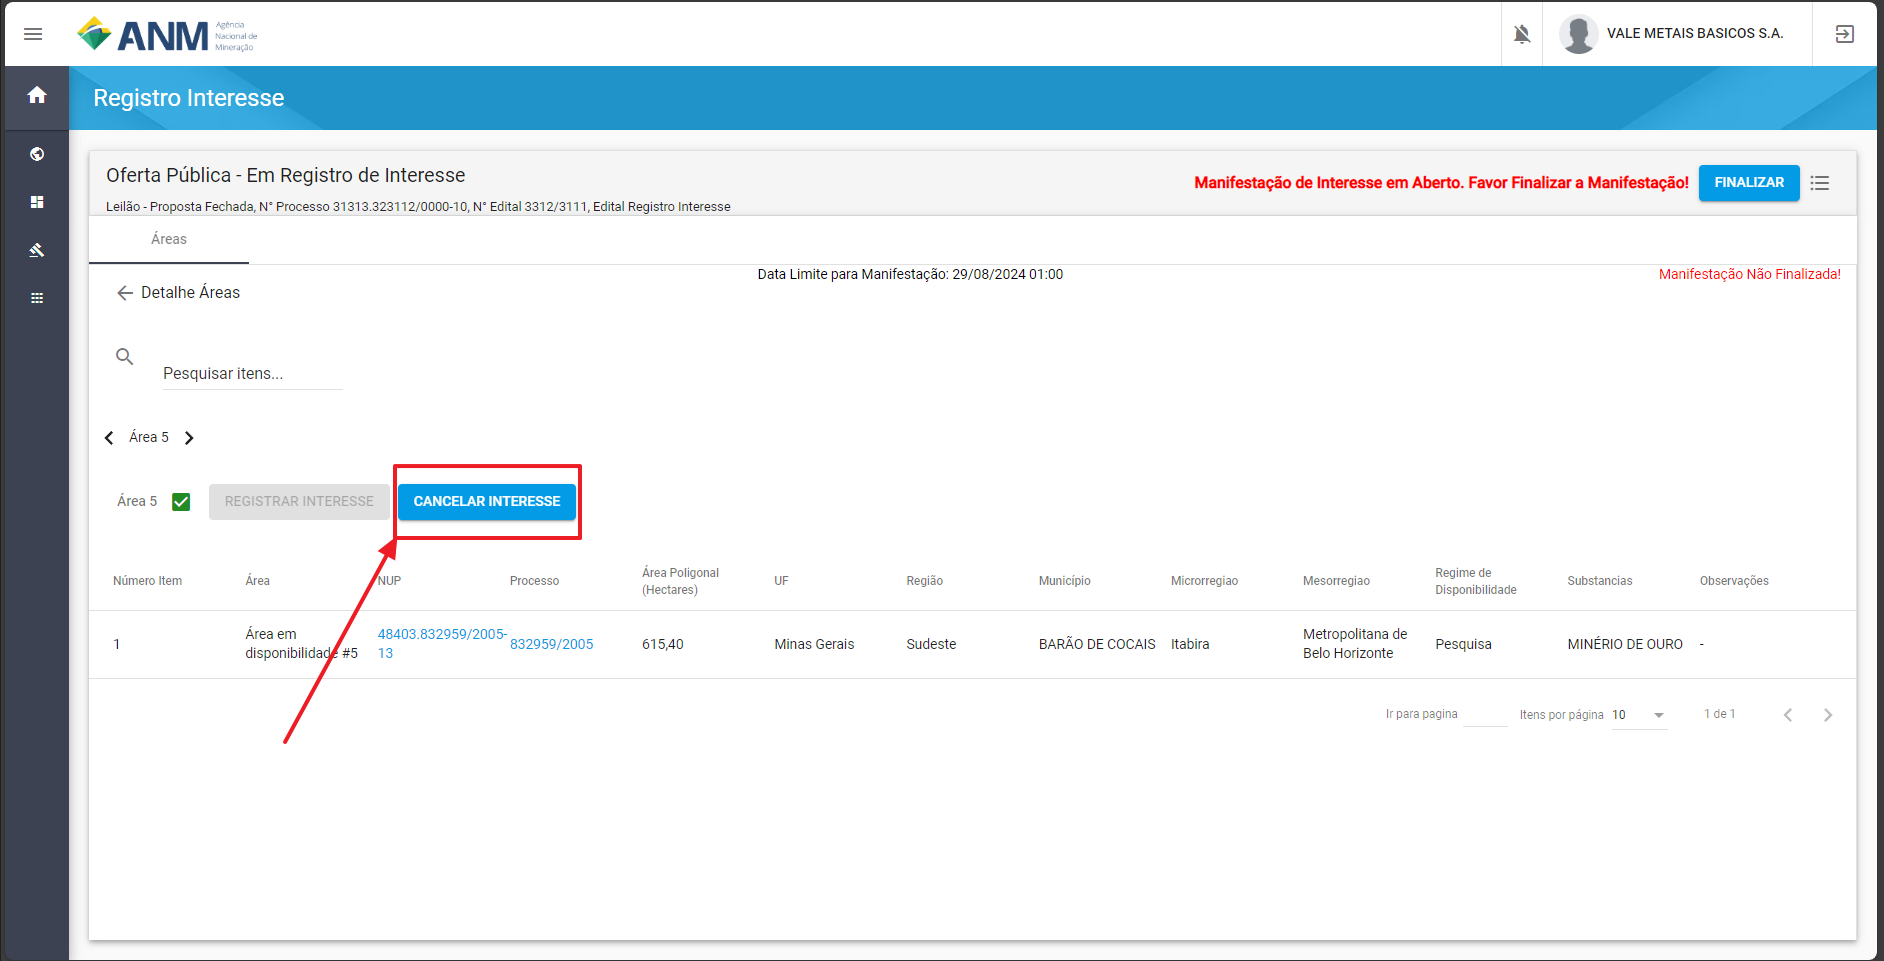 ANM
Agência
Nacional de
Mineração
VALE METAIS BASICOS S.A.
Registro Interesse
Oferta Pública - Em Registro de Interesse
Manifestação de Interesse em Aberto. Favor Finalizar a Manifestação!
FINALIZAR
Leilão - Proposta Fechada, N° Processo 31313.323112/0000-10, N° Edital 3312/3111, Edital Registro Interesse
Áreas
Data Limite para Manifestação: 29/08/2024 01:00
Manifestação Não Finalizada!
Detalhe Áreas
Pesquisar itens...
Área 5
Área 5
REGISTRAR INTERESSE
CANCELAR INTERESSE
Número Item
Área
NUP
Processo
Área Poligonal
(Hectares)
UF
Região
Município
Microrregiao
Mesorregiao
Regime de
Disponibilidade
Substancias
Observações
1
Área em
disponibilidade #5
48403.832959/2005-
13
832959/2005
615,40
Minas Gerais
Sudeste
BARÃO DE COCAIS
Itabira
Metropolitana de
Belo Horizonte
Pesquisa
MINÉRIO DE OURO
-
Ir para pagina
Itens por página 10
1 de 1